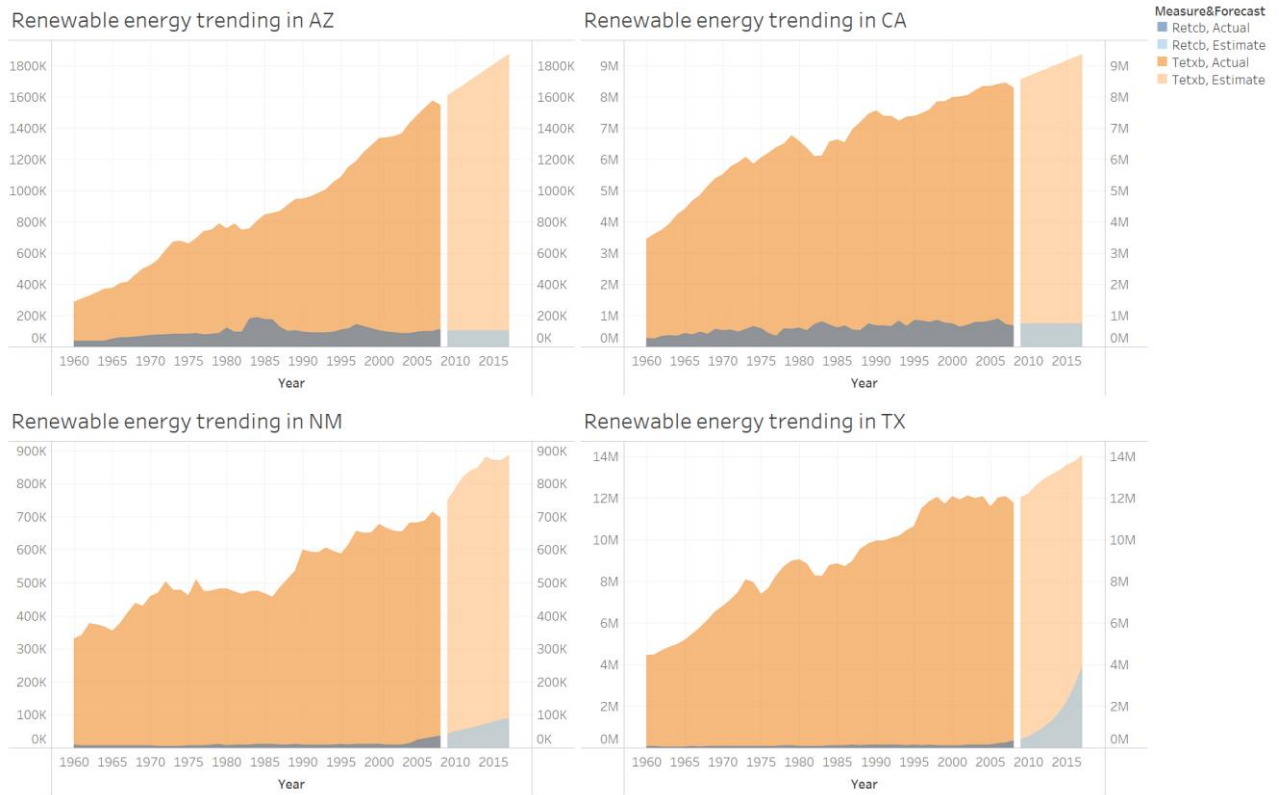 Renewable energy trending in AZ
1800K
1600K
1400K
1200K
1000K
800K
600K
400K
200K
0K
1800K
1600K
1400K
1200K
1000K
800K
600K
400K
200K
0K
1960 1965 1970 1975 1980 1985 1990 1995 2000 2005 2010 2015
Year
Renewable energy trending in CA
9M
8M
7M
6M
5M
4M
3M
2M
1M
0M
9M
8M
7M
6M
5M
4M
3M
2M
1M
0M
1960 1965 1970 1975 1980 1985 1990 1995 2000 2005 2010 2015
Year
Measure&Forecast
Retcb, Actual
Retcb, Estimate
Tetxb, Actual
Tetxb, Estimate
Renewable energy trending in NM
900K
800K
700K
600K
500K
400K
300K
200K
100K
0K
900K
800K
700K
600K
500K
400K
300K
200K
100K
0K
1960 1965 1970 1975 1980 1985 1990 1995 2000 2005 2010 2015
Year
Renewable energy trending in TX
14M
12M
10M
8M
6M
4M
2M
0M
14M
12M
10M
8M
6M
4M
2M
0M
1960 1965 1970 1975 1980 1985 1990 1995 2000 2005 2010 2015
Year